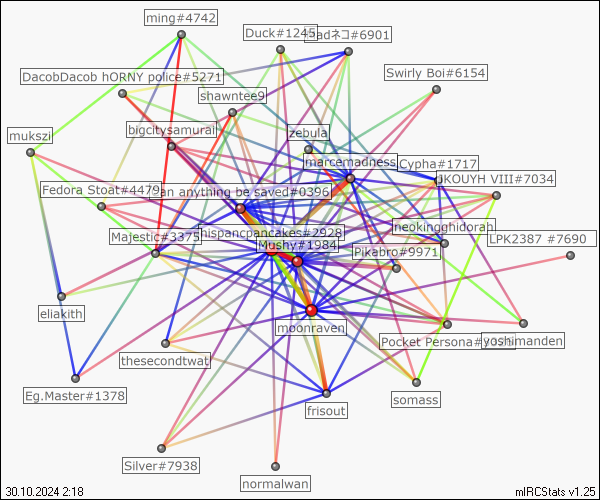 ming#4742
Duck#1245
adネコ#6901
Swirly Boi#6154
DacobDacob hORNY police#5271
shawntee9
bigcitysamurai
zebula
mukszi
marcemadness
Cypha#1717
JKOUYH VIII#7034
Fedora Stoat#4479
an anything be saved#0396
Majestic#3375
hispancpancakes#2928
neokingghidorah
Moshy#1984
Pikabro#9971
LPK2387 #7690
eliakith
moonraven
Pocket Persona#
yoshimanden
thesecondtwat
Eg.Master#1378
frisout
somass
Silver#7938
normalwan
30.10.2024 2:18
mIRCStats v1.25